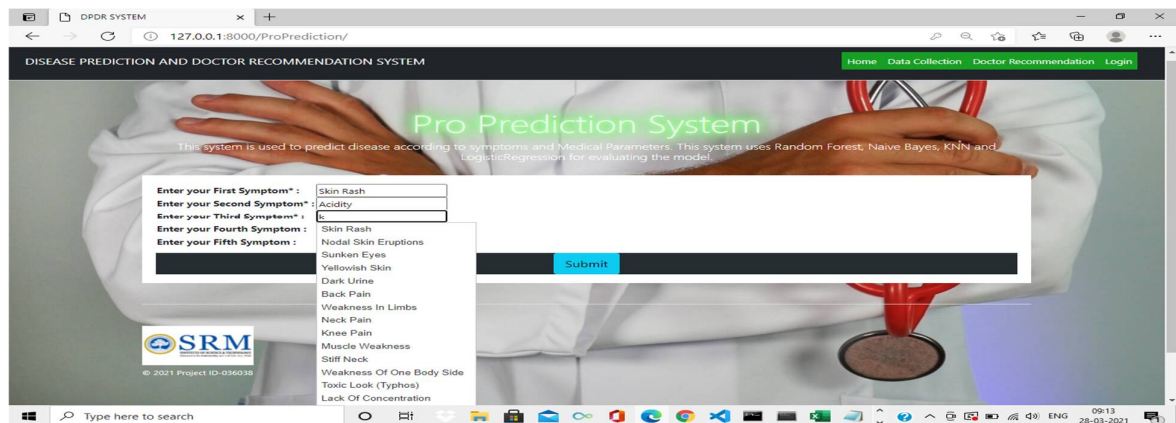 DPDR SYSTEM
127.0.0.1:8000/ProPrediction/
DISEASE PREDICTION AND DOCTOR RECOMMENDATION SYSTEM
Home Data Collection Doctor Recommendation Login
Pro Prediction System
This system is used to predict disease according to symptoms and Medical Parameters. This system uses Random Forest, Naive Bayes, KNN and
LogisticRegression for evaluating the model.
Enter your First Symptom* : Skin Rash
Enter your Second Symptom* : Acidity
Enter your Third Symptom* : k
Enter your Fourth Symptom :
Enter your Fifth Symptom :
Skin Rash
Nodal Skin Eruptions
Sunken Eyes
Yellowish Skin
Dark Urine
Back Pain
Weakness In Limbs
Neck Pain
Knee Pain
Muscle Weakness
Stiff Neck
Weakness Of One Body Side
Toxic Look (Typhos)
Lack Of Concentration
Submit
SRM
© 2021 Project ID-036038
Type here to search
ENG
09:13
28-03-2021